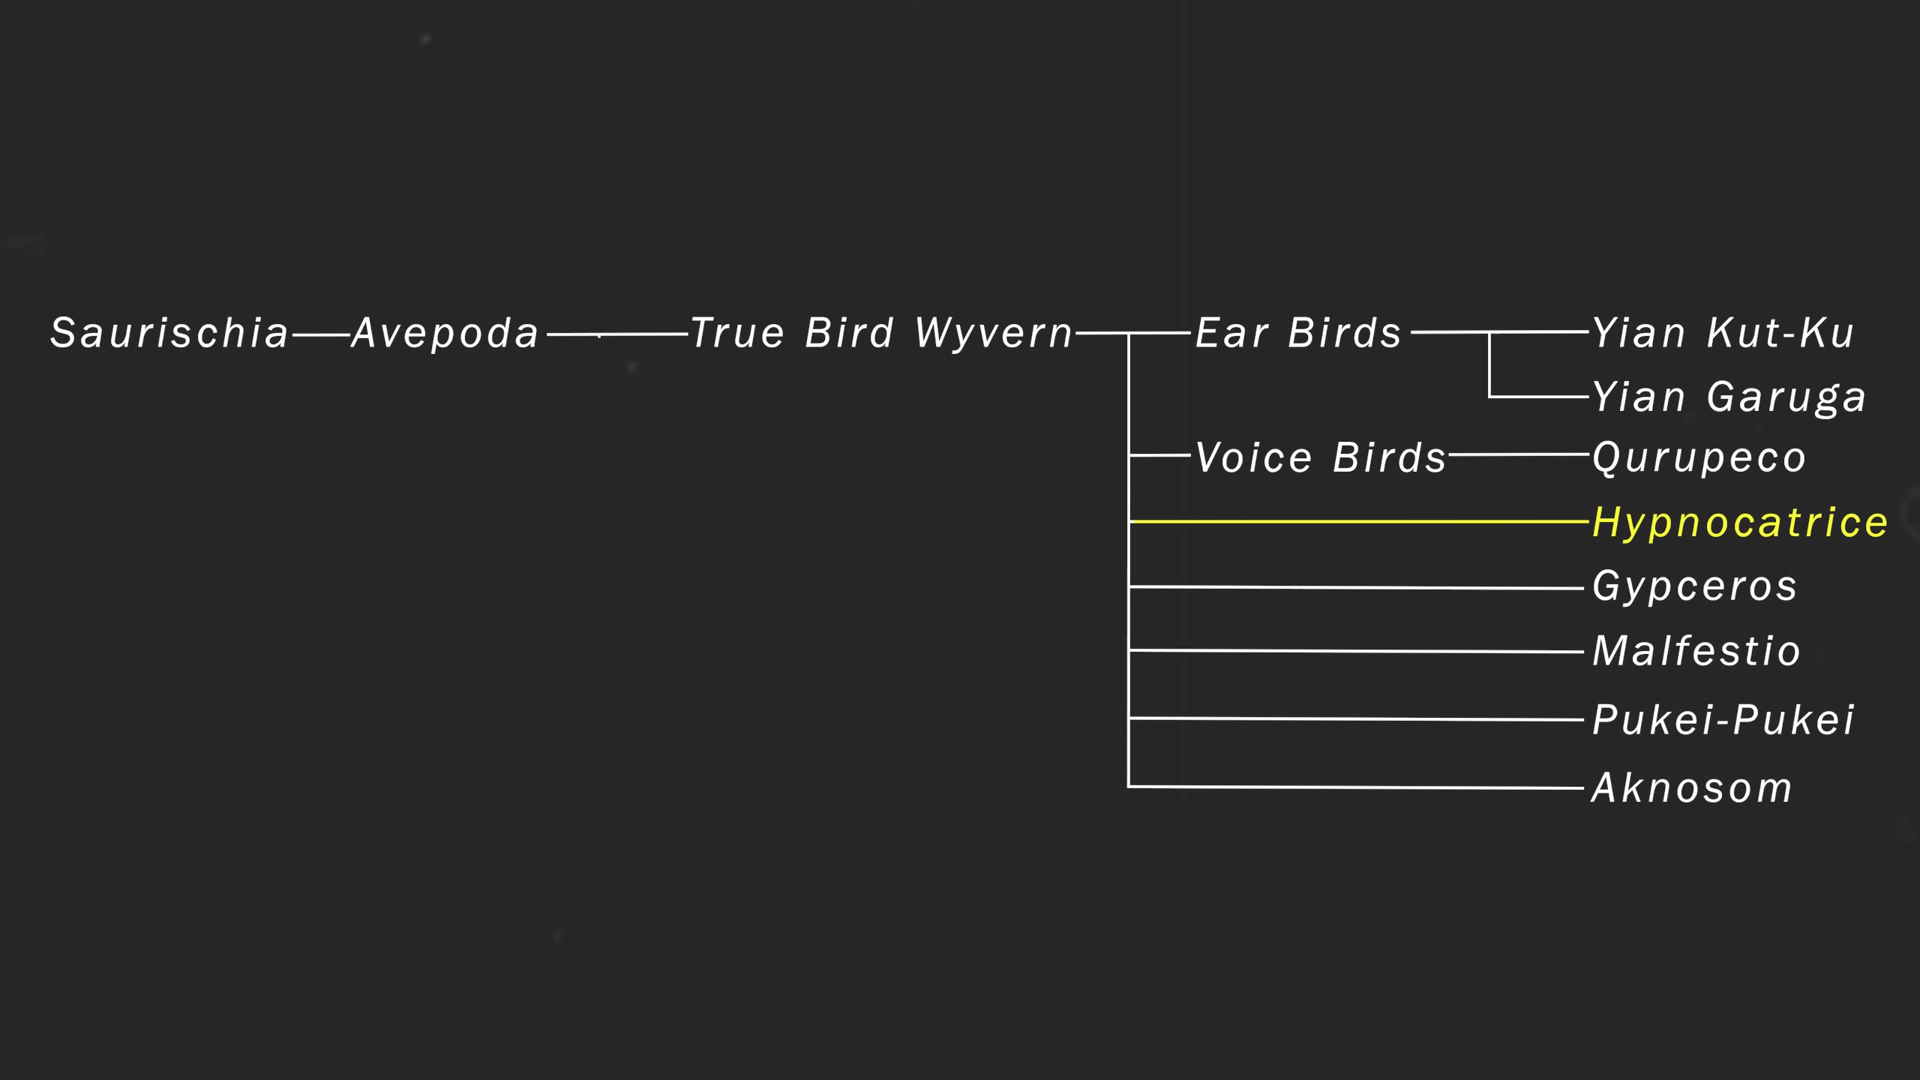 Saurischia Avepoda True Bird Wyvern Ear Birds Yian Kut-Ku
Yian Garuga
Voice Birds Qurupeco
Hypnocatrice
Gypceros
Malfestio
Pukei-Pukei
Aknosom